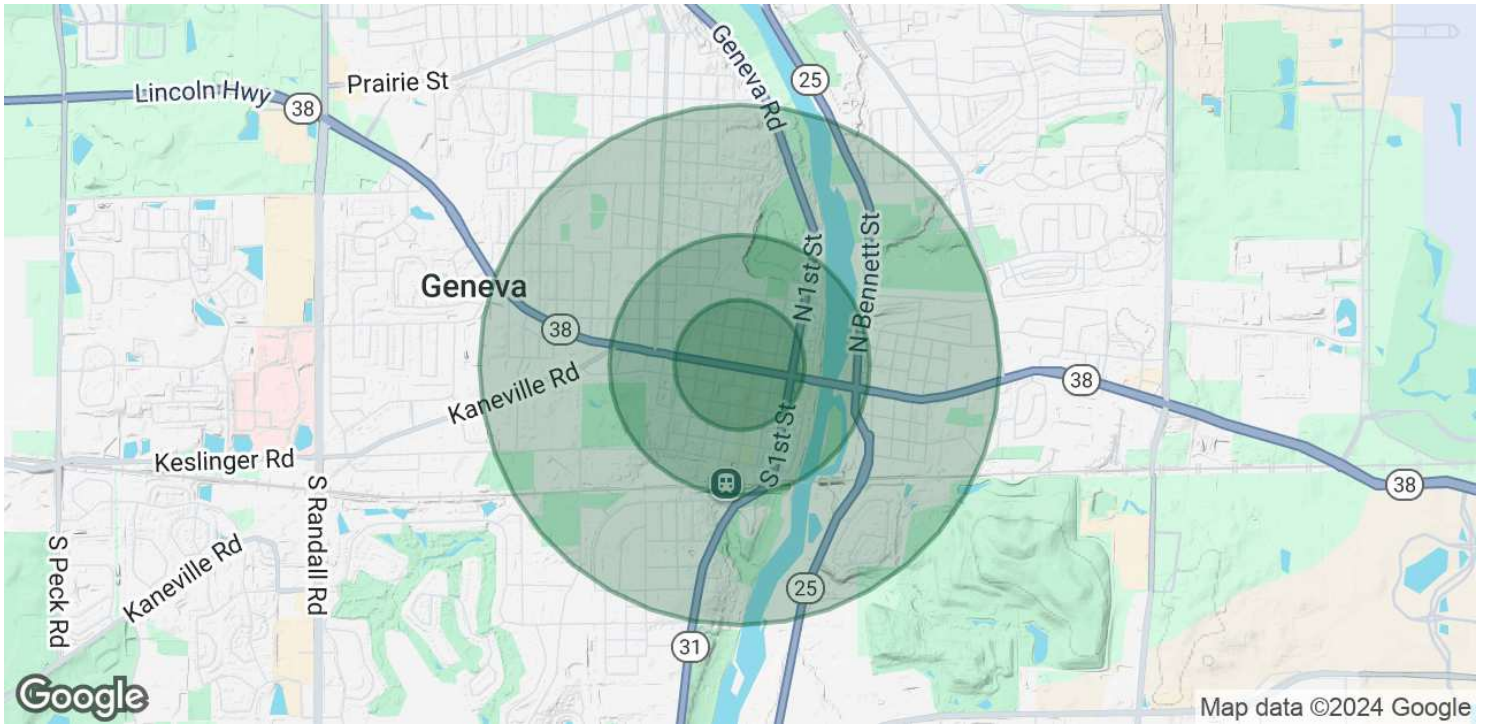 Geneva Rd
25
Lincoln Hwy
38
Prairie St
N 1st St
N Bennett St
Geneva
38
Kaneville Rd
38
S 1st St
Keslinger Rd
S Randall Rd
38
S Peck Rd
Kaneville Rd
25
31
Google
Map data ©2024 Google